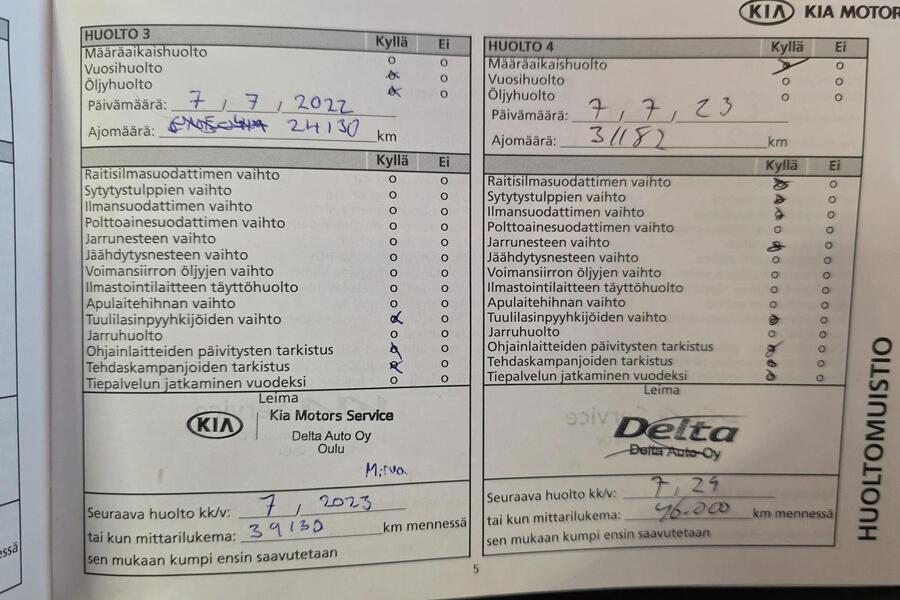 KIA KIA MOTOR
HUOLTO 3 Kyllä Ei
Määräaikaishuolto o o
Vuosihuolto o
Öljyhuolto o
Päivämäärä: 7, 7, 2022
Ajomäärä: 24130 km
Kyllä Ei
Raitisilmasuodattimen vaihto o o
Sytytystulppien vaihto o o
Ilmansuodattimen vaihto o o
Polttoainesuodattimen vaihto o o
Jarrunesteen vaihto o o
Jäähdytysnesteen vaihto o o
Voimansiirron öljyjen vaihto o o
Ilmastointilaitteen täyttöhuolto o o
Apulaitehihnan vaihto o o
Tuulilasinpyyhkijöiden vaihto o
Jarruhuolto o o
Ohjainlaitteiden päivitysten tarkistus o
Tehdaskampanjoiden tarkistus o
Tiepalvelun jatkaminen vuodeksi o o
Leima
KIA Kia Motors Service
Delta Auto Oy
Oulu
Mirva
Seuraava huolto kk/v: 7, 2023
tai kun mittarilukema: 39130 km mennessä
sen mukaan kumpi ensin saavutetaan
HUOLTO 4 Kyllä Ei
Määräaikaishuolto o
Vuosihuolto o o
Öljyhuolto o o
Päivämäärä: 7, 7, 23
Ajomäärä: 31182 km
Kyllä Ei
Raitisilmasuodattimen vaihto o
Sytytystulppien vaihto o
Ilmansuodattimen vaihto o
Polttoainesuodattimen vaihto o o
Jarrunesteen vaihto o
Jäähdytysnesteen vaihto o o
Voimansiirron öljyjen vaihto o o
Ilmastointilaitteen täyttöhuolto o o
Apulaitehihnan vaihto o o
Tuulilasinpyyhkijöiden vaihto o
Jarruhuolto o o
Ohjainlaitteiden päivitysten tarkistus o
Tehdaskampanjoiden tarkistus o
Tiepalvelun jatkaminen vuodeksi o
Leima
Delta
Delta Auto Oy
Seuraava huolto kk/v: 7, 24
tai kun mittarilukema: 46.000 km mennessä
sen mukaan kumpi ensin saavutetaan
HUOLTOMUISTIO
5